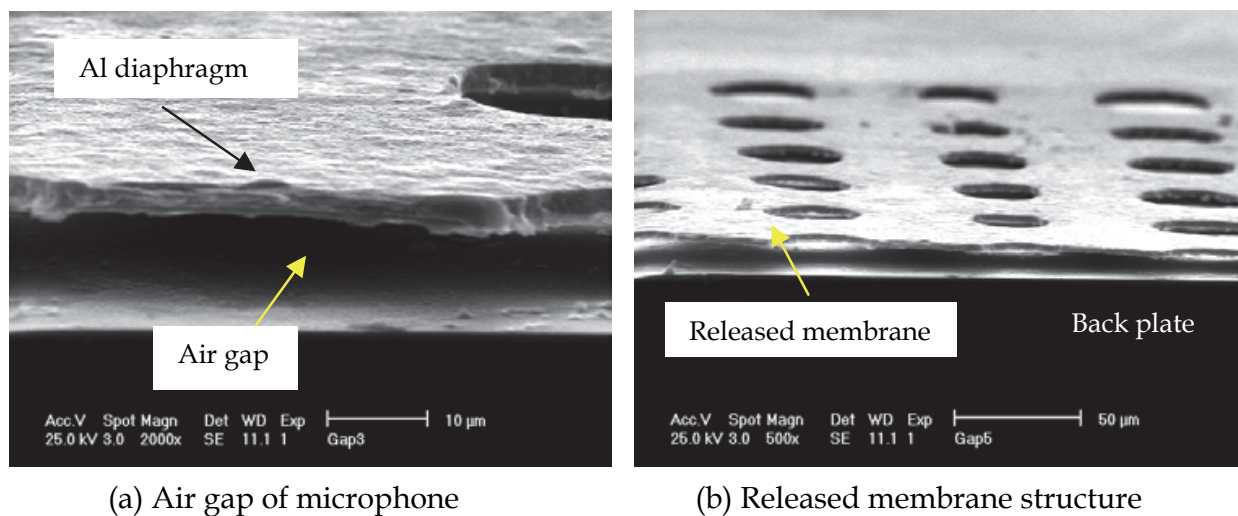 Al diaphragm
Air gap
Acc.V Spot Magn Det WD Exp 10 µm
25.0 kV 3.0 2000x SE 11.1 1 Gap3
(a) Air gap of microphone
Released membrane
Back plate
Acc.V Spot Magn Det WD Exp 50 µm
25.0 kV 3.0 500x SE 11.1 1 Gap5
(b) Released membrane structure